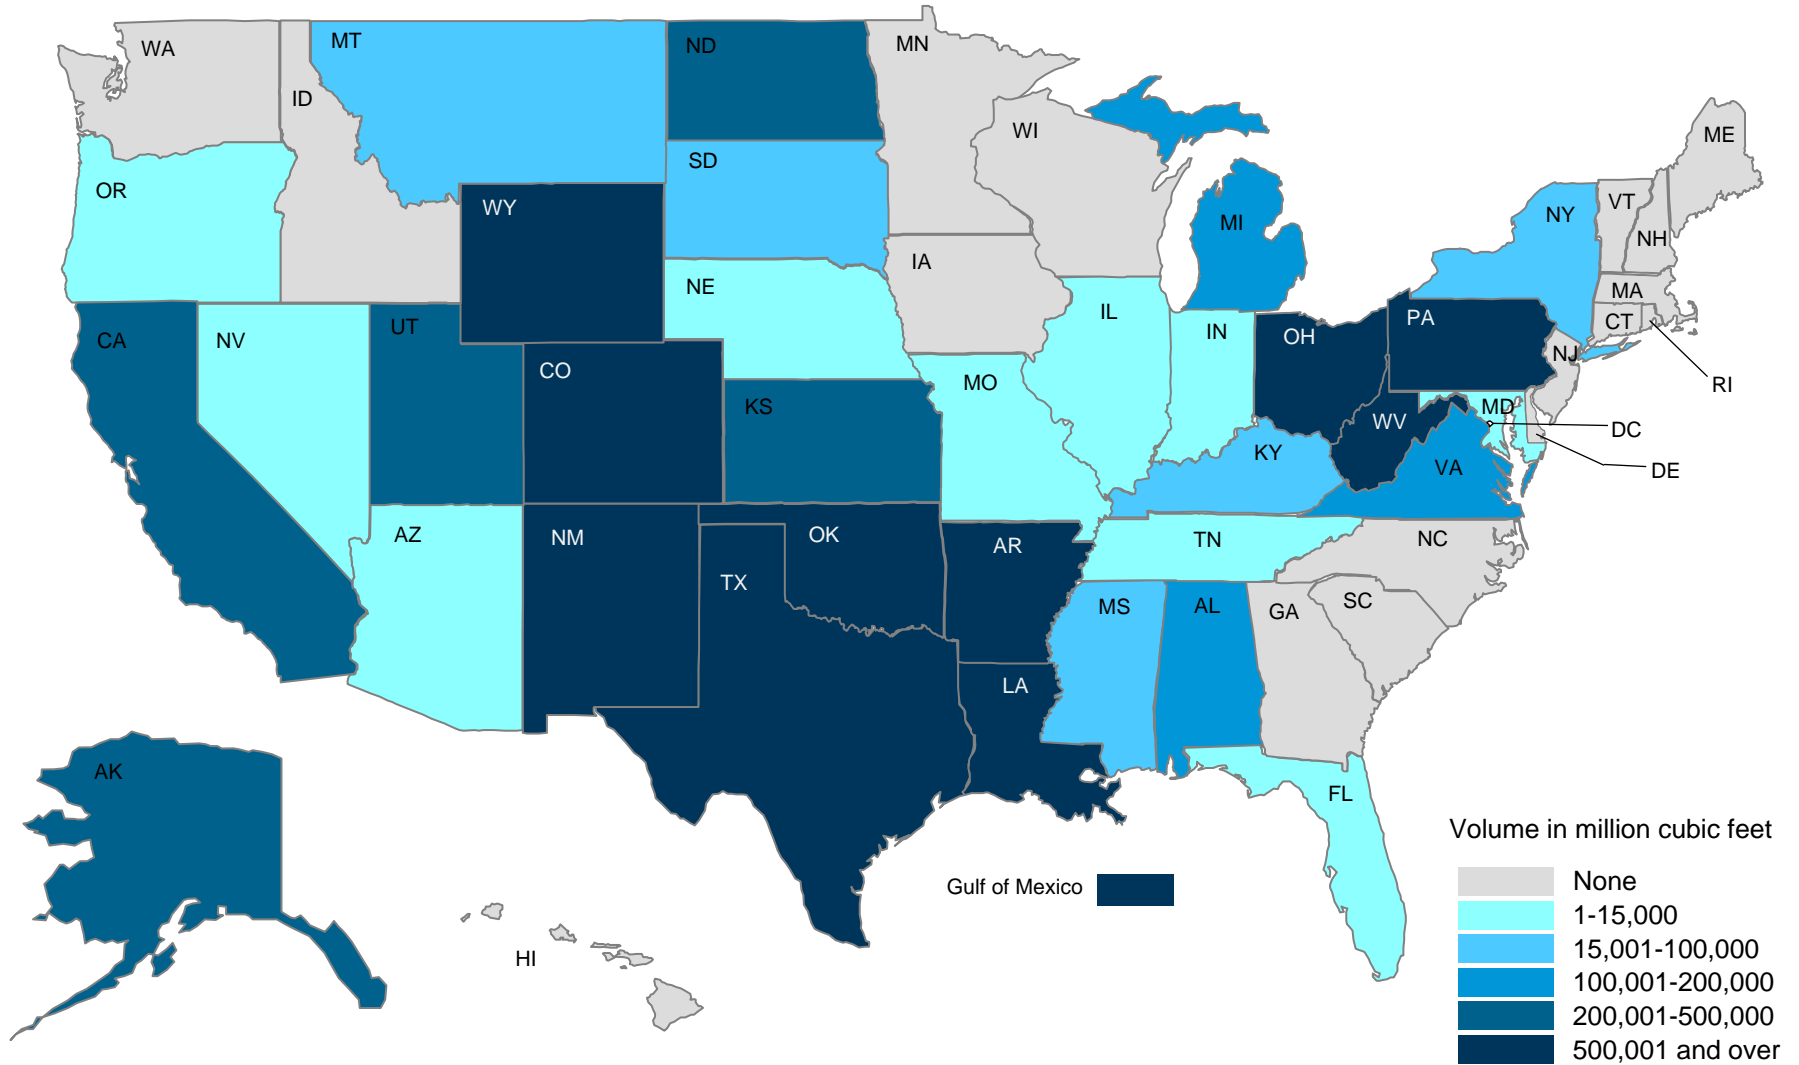 WA
MT
ND
MN
ID
WI
ME
OR
SD
WY
MI
NY
VT
NH
IA
NE
MA
CA
NV
UT
IL
IN
OH
PA
CT
CO
MO
NJ
RI
KS
MD
WV
DC
KY
VA
DE
AZ
NM
OK
AR
TN
NC
TX
MS
AL
GA
SC
LA
AK
FL
HI
Gulf of Mexico
Volume in million cubic feet
None
1-15,000
15,001-100,000
100,001-200,000
200,001-500,000
500,001 and over